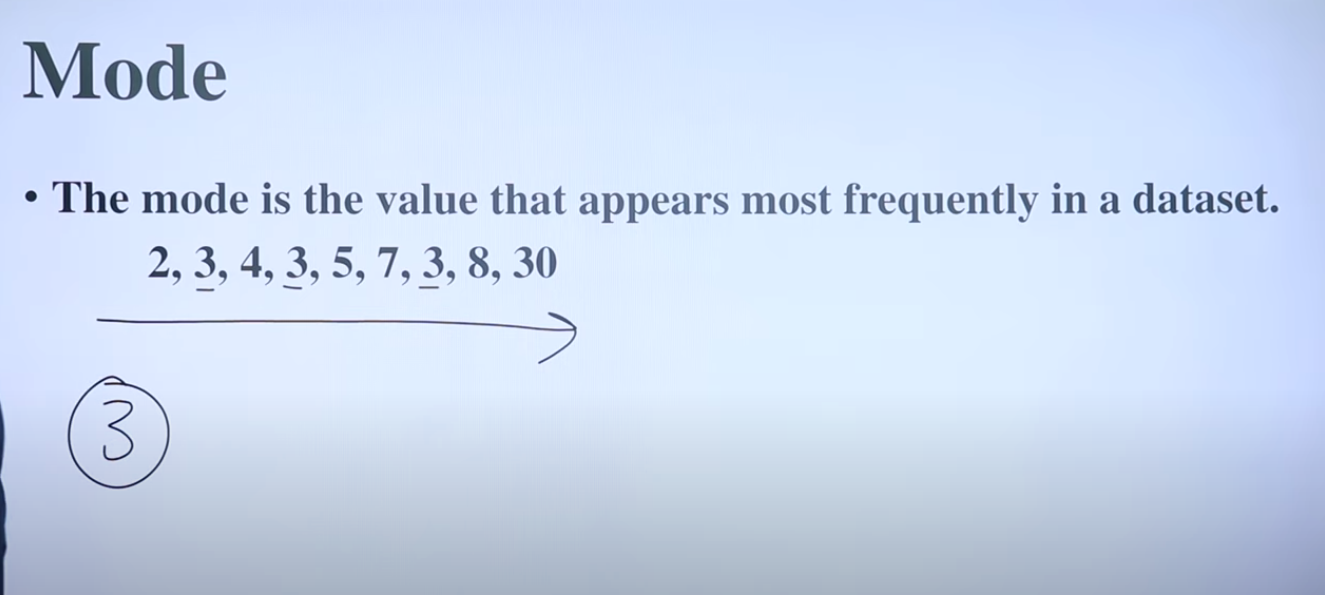 Mode
• The mode is the value that appears most frequently in a dataset.
2, 3, 4, 3, 5, 7, 3, 8, 30
3